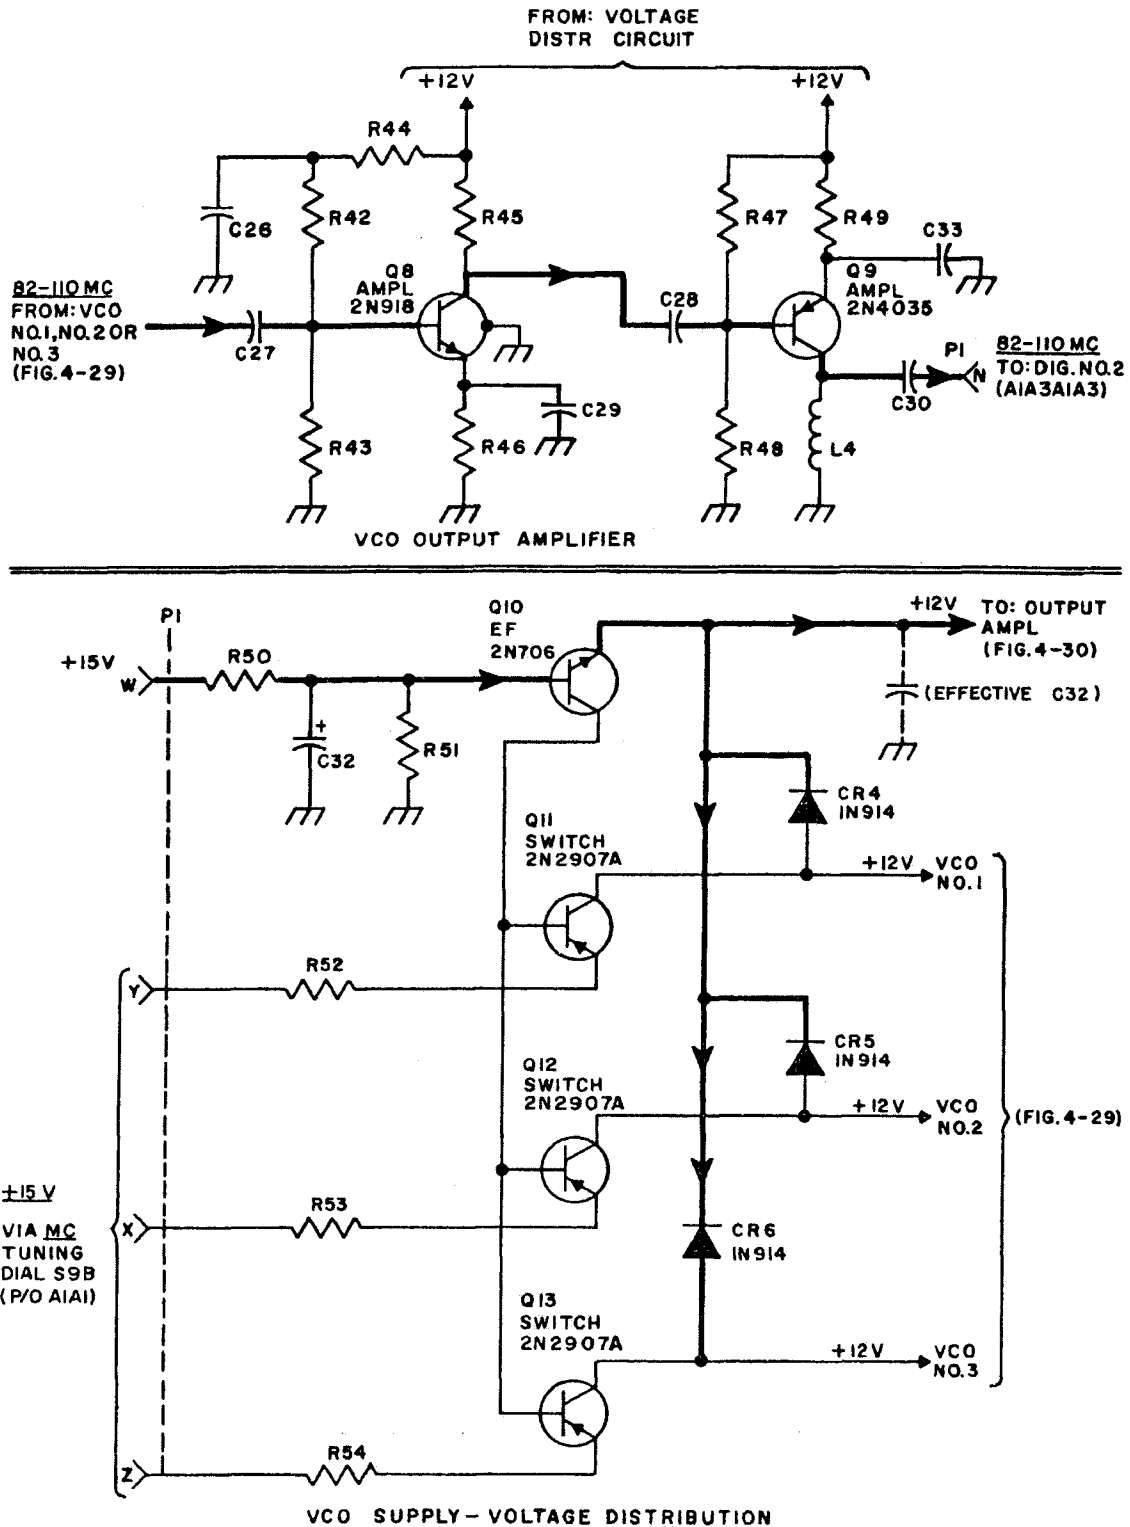 FROM: VOLTAGE
DISTR CIRCUIT
+12V
+12V
R44
R42
R45
C26
R47
R49
C33
Q8
AMPL
2N918
Q9
AMPL
2N4035
82-110 MC
FROM: VCO
NO.1, NO.2 OR
NO.3
(FIG. 4-29)
C27
C28
P1
N
82-110 MC
TO: DIG. NO.2
(A1A3A1A3)
C30
C29
R43
R46
R48
L4
VCO OUTPUT AMPLIFIER
P1
Q10
EF
2N706
+12V
TO: OUTPUT
AMPL
(FIG. 4-30)
+15V
W
R50
(EFFECTIVE C32)
+
C32
R51
CR4
1N914
Q11
SWITCH
2N2907A
+12V
VCO
NO.1
R52
Y
CR5
1N914
Q12
SWITCH
2N2907A
+12V
VCO
NO.2
(FIG. 4-29)
+15 V
VIA MC
TUNING
DIAL S9B
(P/O A1A1)
X
R53
CR6
1N914
Q13
SWITCH
2N2907A
+12V
VCO
NO.3
R54
Z
VCO SUPPLY-VOLTAGE DISTRIBUTION